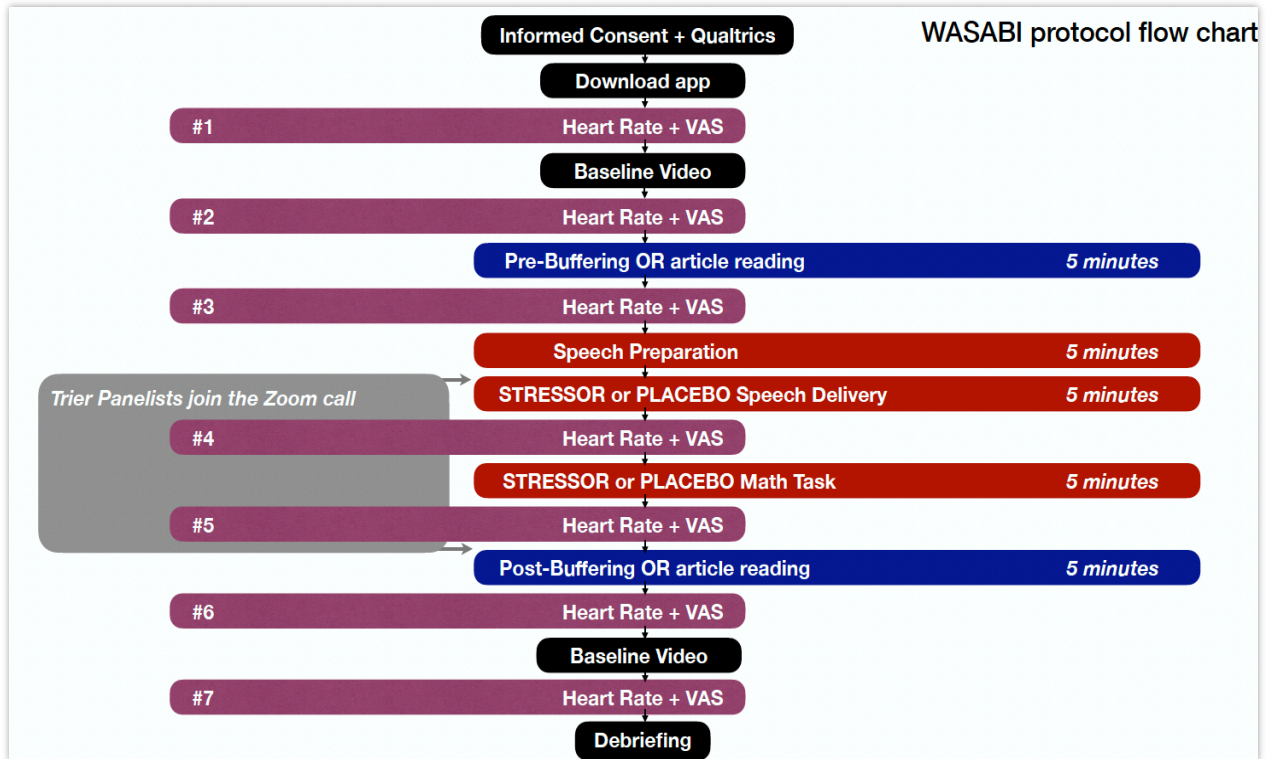 WASABI protocol flow chart
Informed Consent + Qualtrics
Download app
#1 Heart Rate + VAS
Baseline Video
#2 Heart Rate + VAS
Pre-Buffering OR article reading 5 minutes
#3 Heart Rate + VAS
Speech Preparation 5 minutes
Trier Panelists join the Zoom call
STRESSOR or PLACEBO Speech Delivery 5 minutes
#4 Heart Rate + VAS
STRESSOR or PLACEBO Math Task 5 minutes
#5 Heart Rate + VAS
Post-Buffering OR article reading 5 minutes
#6 Heart Rate + VAS
Baseline Video
#7 Heart Rate + VAS
Debriefing